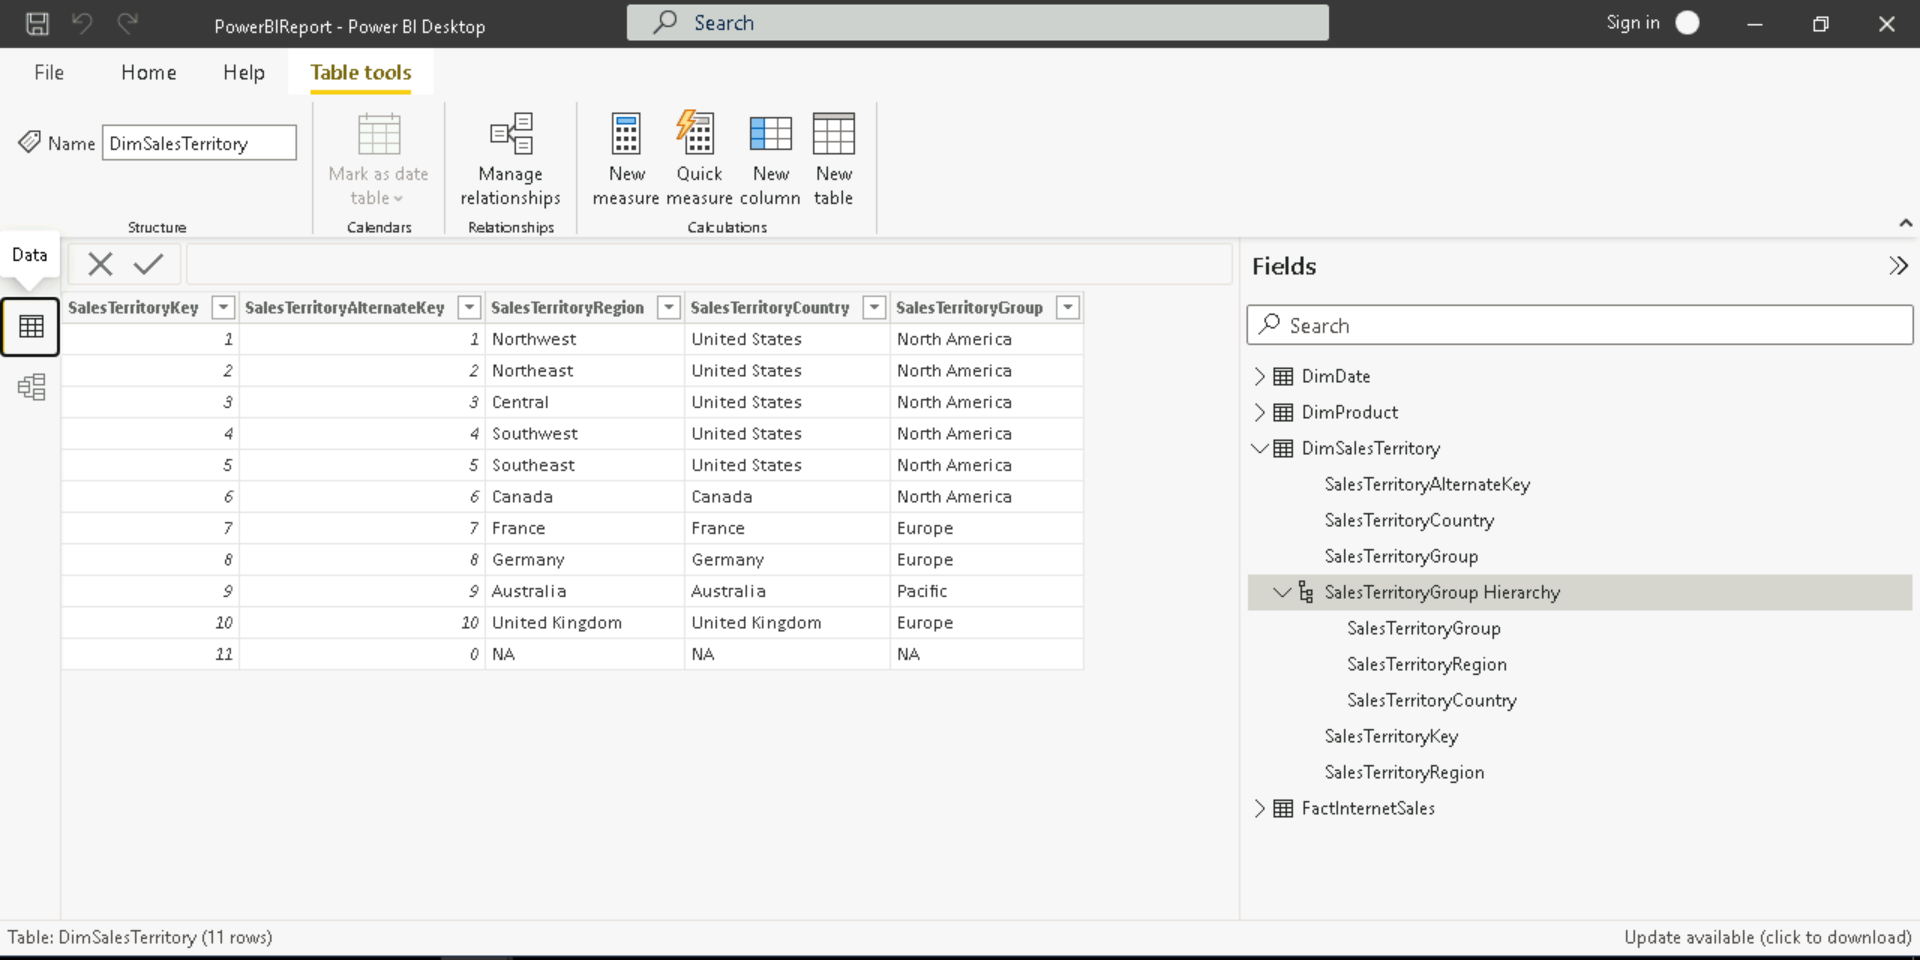 PowerBIReport - Power BI Desktop
Search
Sign in
File Home Help Table tools
Name DimSalesTerritory
Mark as date table
Manage relationships
New measure
Quick measure
New column
New table
Structure Calendars Relationships Calculations
Data
Fields
Search
SalesTerritoryKey SalesTerritoryAlternateKey SalesTerritoryRegion SalesTerritoryCountry SalesTerritoryGroup
1 1 Northwest United States North America
2 2 Northeast United States North America
3 3 Central United States North America
4 4 Southwest United States North America
5 5 Southeast United States North America
6 6 Canada Canada North America
7 7 France France Europe
8 8 Germany Germany Europe
9 9 Australia Australia Pacific
10 10 United Kingdom United Kingdom Europe
11 0 NA NA NA
DimDate
DimProduct
DimSalesTerritory
SalesTerritoryAlternateKey
SalesTerritoryCountry
SalesTerritoryGroup
SalesTerritoryGroup Hierarchy
SalesTerritoryGroup
SalesTerritoryRegion
SalesTerritoryCountry
SalesTerritoryKey
SalesTerritoryRegion
FactInternetSales
Table: DimSalesTerritory (11 rows)
Update available (click to download)